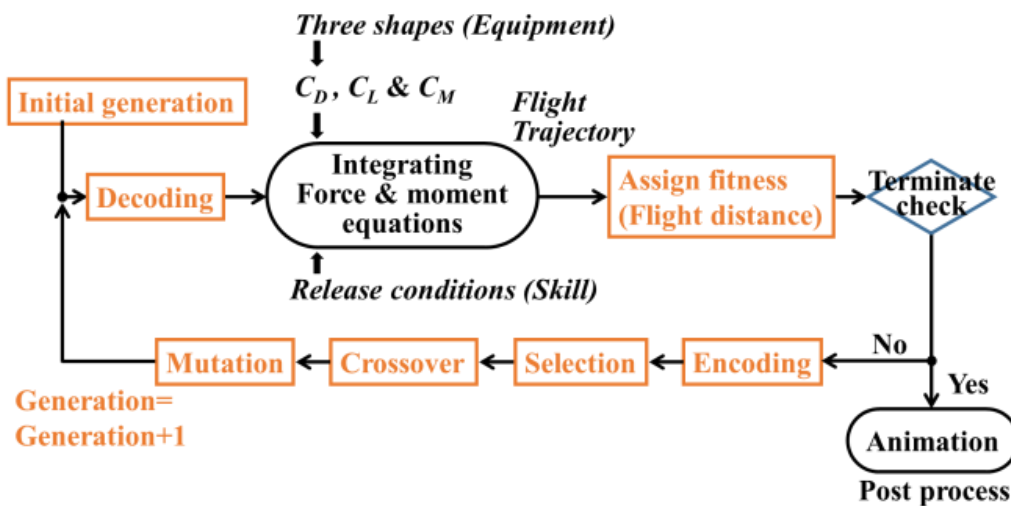 Three shapes (Equipment)
Initial generation
C_D, C_L & C_M
Flight
Trajectory
Decoding
Integrating
Force & moment
equations
Assign fitness
(Flight distance)
Terminate
check
Release conditions (Skill)
Mutation
Crossover
Selection
Encoding
No
Yes
Generation=
Generation+1
Animation
Post process